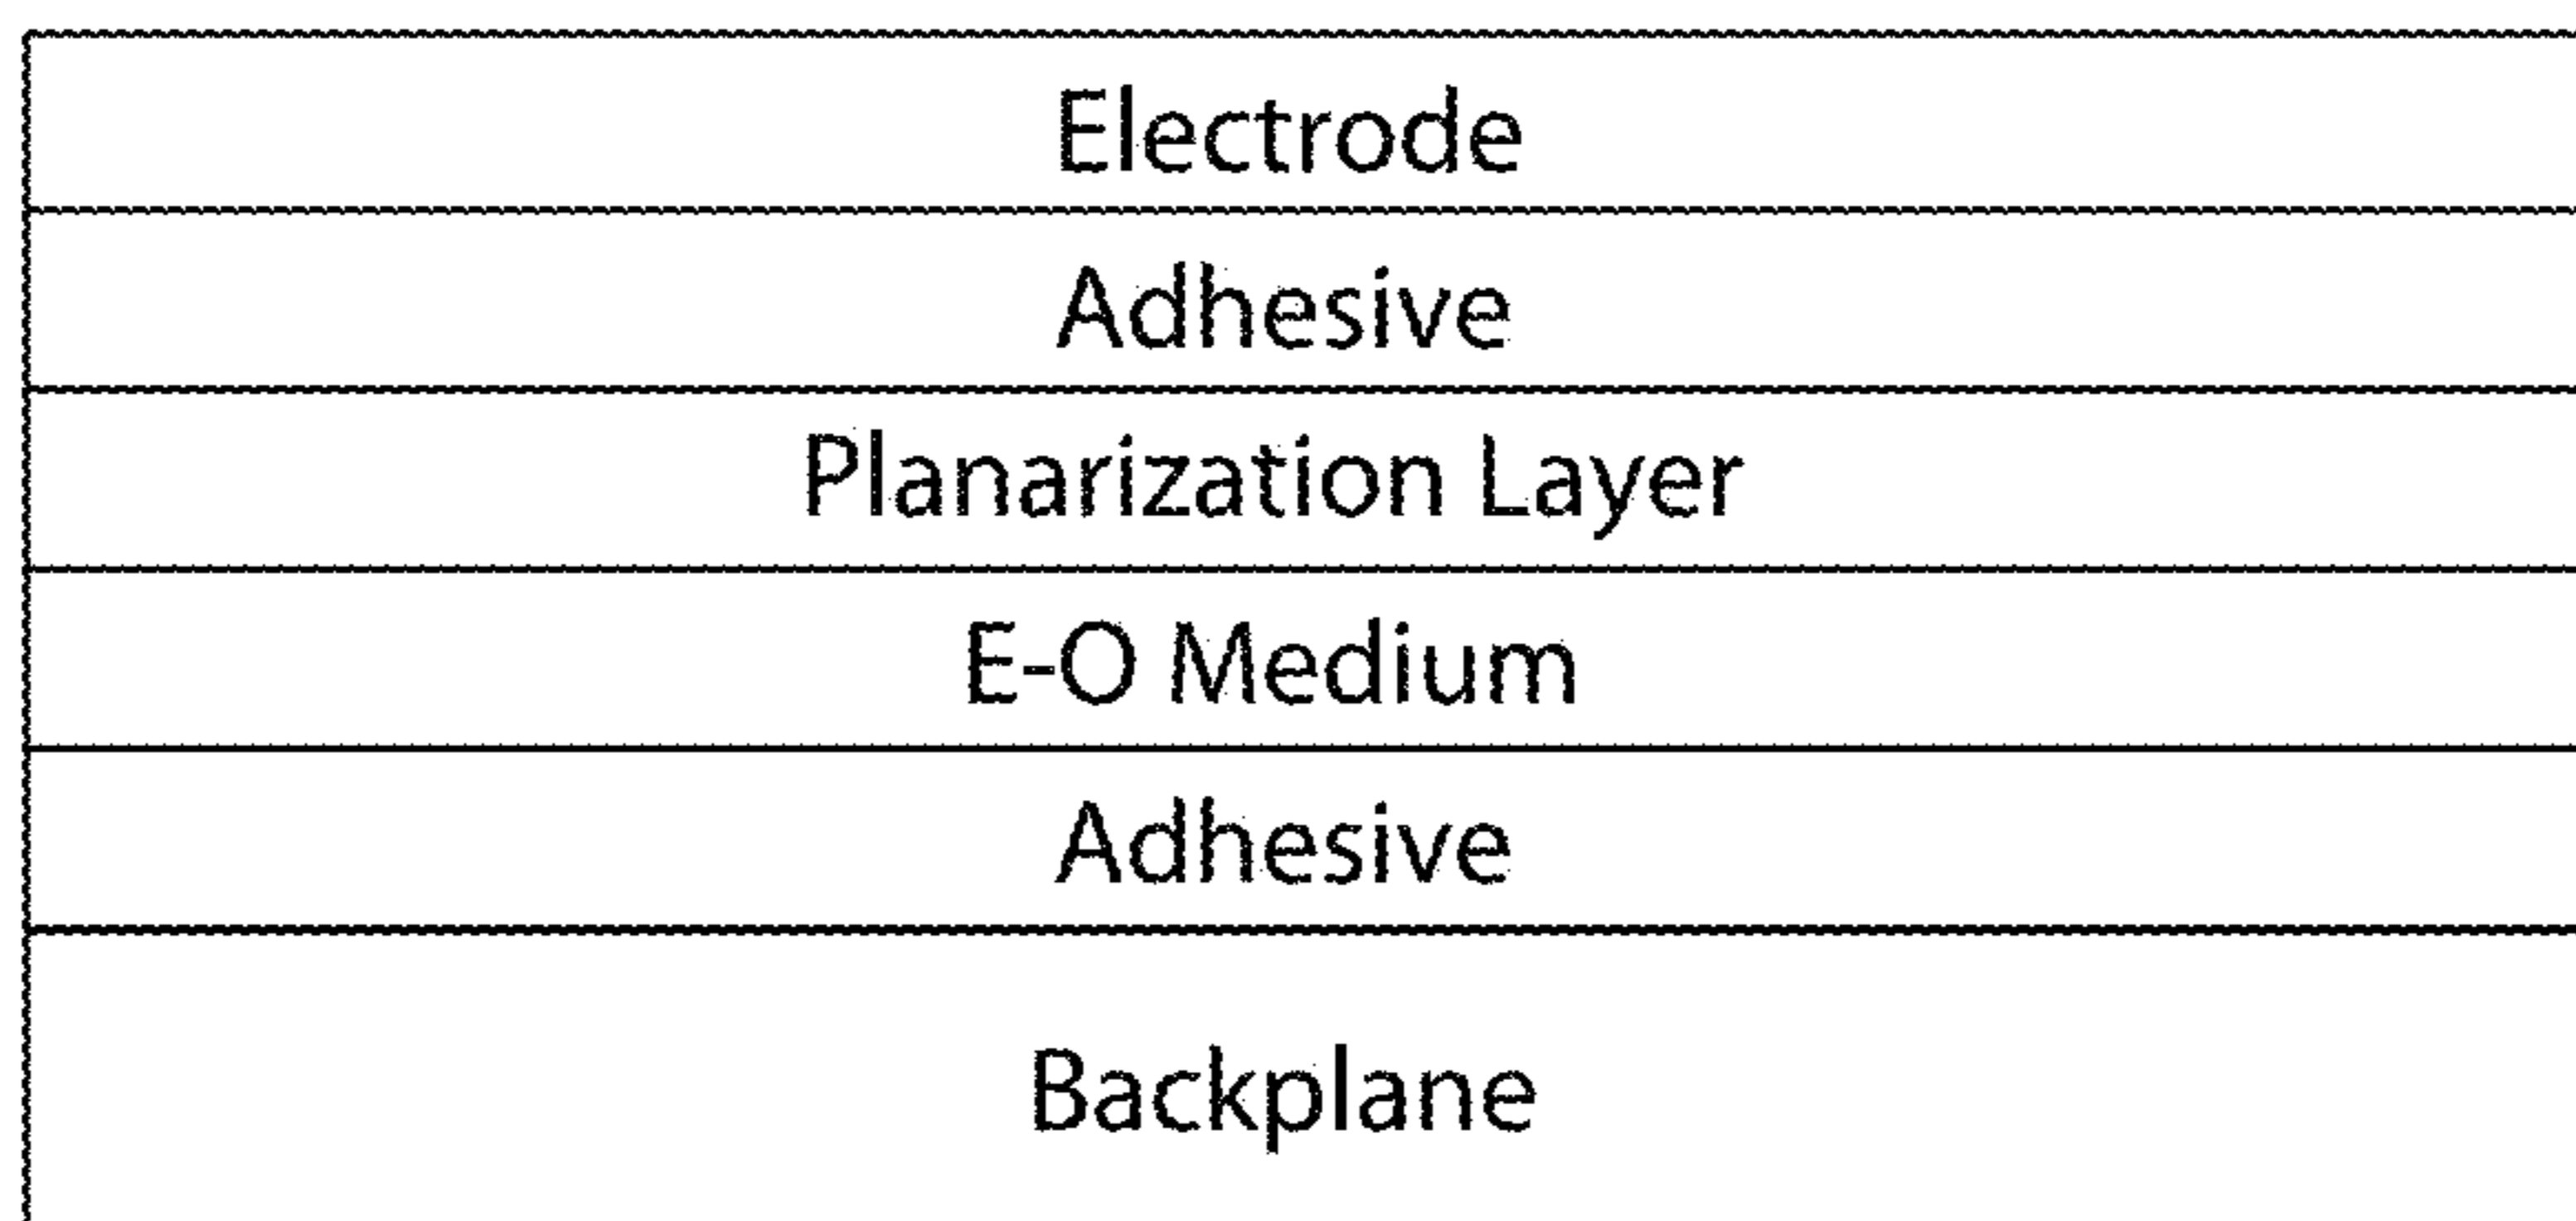 Electrode
Adhesive
Planarization Layer
E-O Medium
Adhesive
Backplane